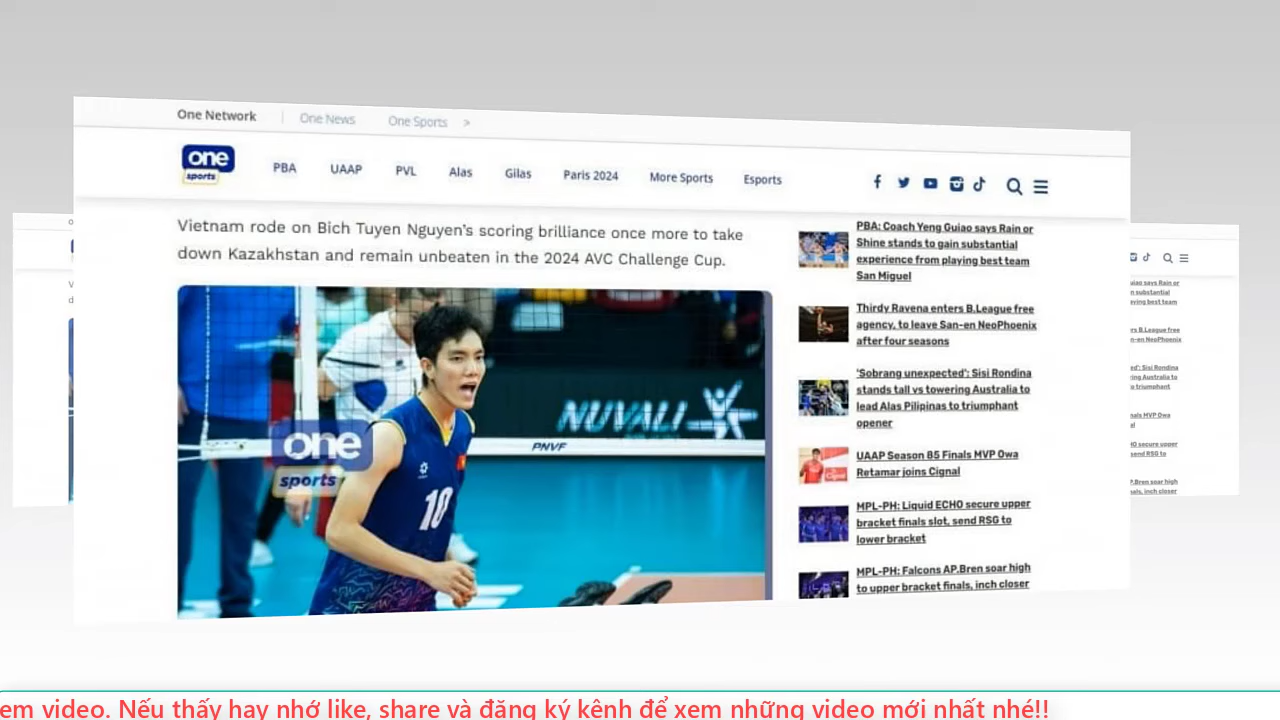 One Network
One News
One Sports
>
one
sports
PBA
UAAP
PVL
Alas
Gilas
Paris 2024
More Sports
Esports
Vietnam rode on Bich Tuyen Nguyen's scoring brilliance once more to take
down Kazakhstan and remain unbeaten in the 2024 AVC Challenge Cup.
NUVALI
PNVF
one
sports
10
PBA: Coach Yeng Guiao says Rain or
Shine stands to gain substantial
experience from playing best team
San Miguel
Thirdy Ravena enters B.League free
agency, to leave San-en NeoPhoenix
after four seasons
'Sobrang unexpected': Sisi Rondina
stands tall vs towering Australia to
lead Alas Pilipinas to triumphant
opener
UAAP Season 85 Finals MVP Owa
Retamar joins Cignal
MPL-PH: Liquid ECHO secure upper
bracket finals slot, send RSG to
lower bracket
MPL-PH: Falcons AP.Bren soar high
to upper bracket finals, inch closer
em video. Nếu thấy hay nhớ like, share và đăng ký kênh để xem những video mới nhất nhé!!